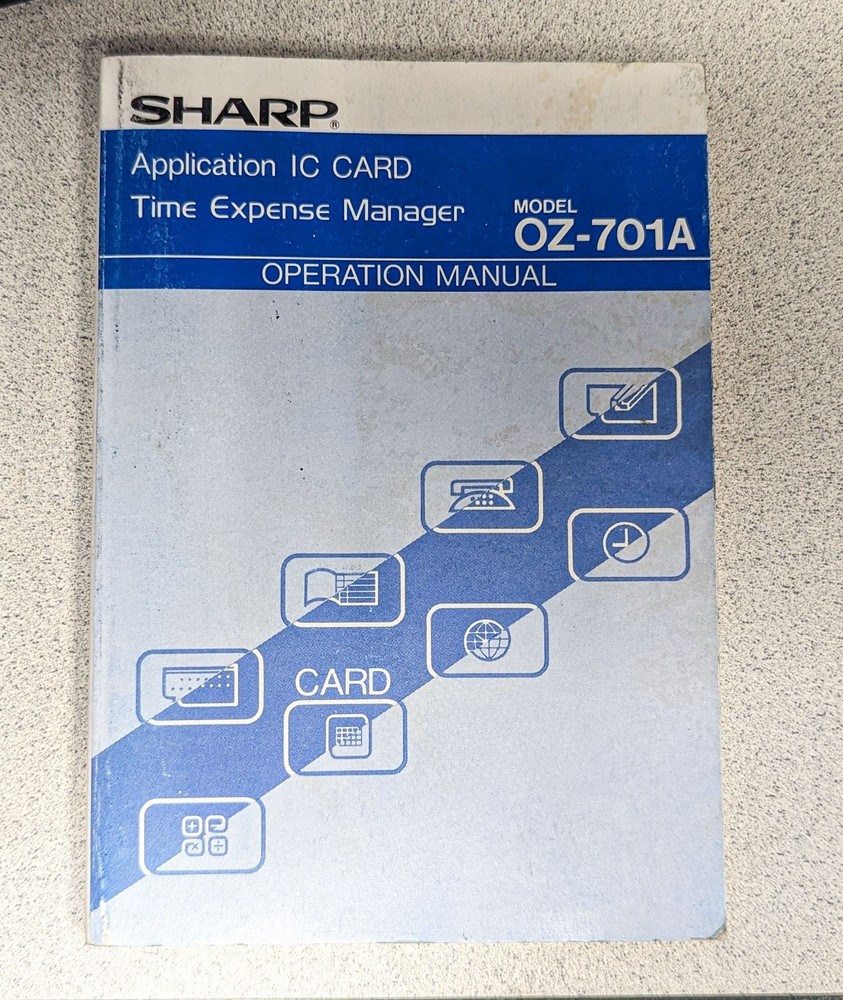 SHARP®
Application IC CARD
Time Expense Manager
MODEL
OZ-701A
OPERATION MANUAL
CARD